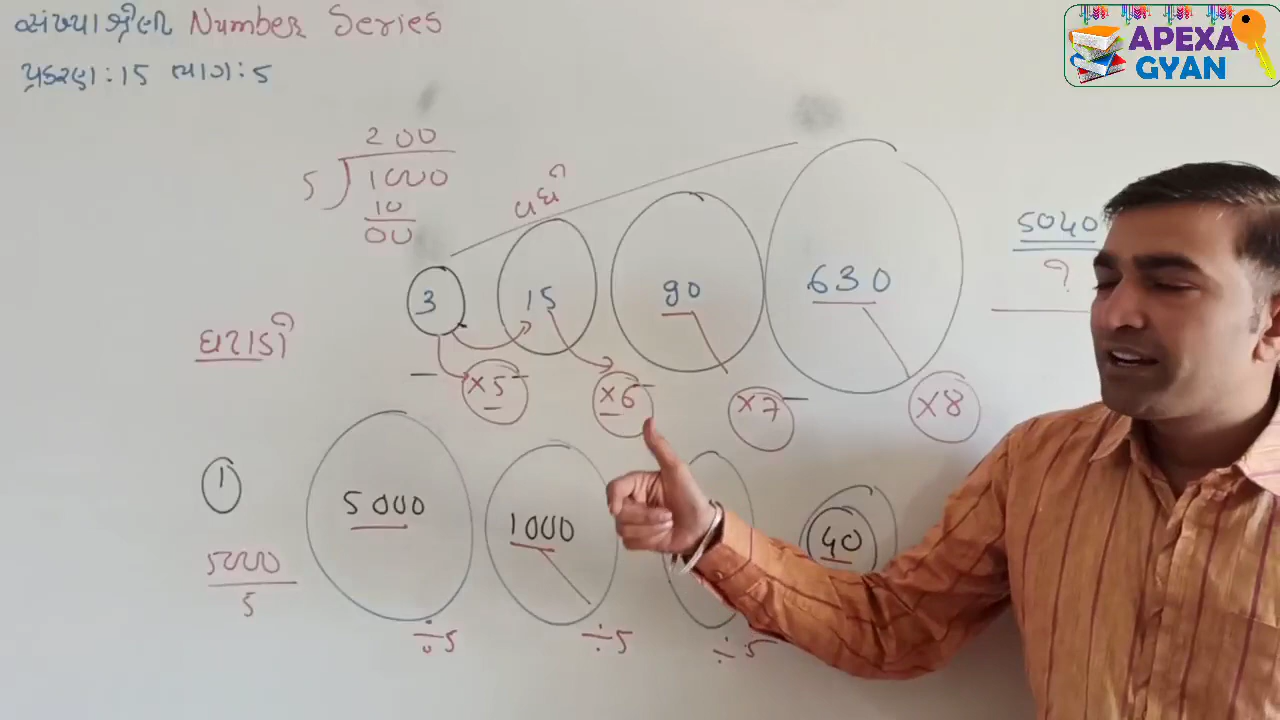 સંખ્યા શ્રેણી Number Series
પ્રકરણ : 15 ભાગ : 5
APEXA
GYAN
200
5 1000
10
00
વધી
3 15 90 630
5040
?
ઘટાડી
×5 ×6 ×7 ×8
1
5000 1000 40
5000
5
÷5 ÷5 ÷5